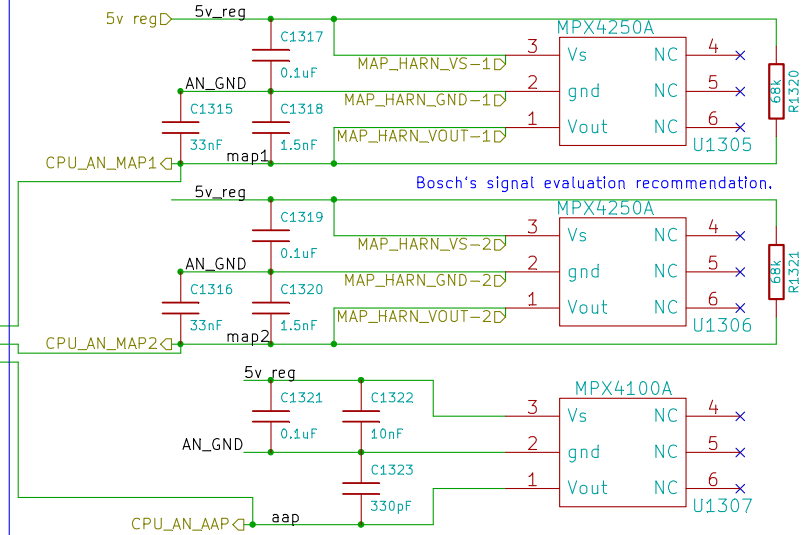 5v_reg MPX4250A
5v reg
C1317
3 Vs NC 4
MAP_HARN_VS-1
0.1uF
68k
R1320
AN_GND 2 gnd NC 5
MAP_HARN_GND-1
C1315 C1318
1 Vout NC 6
MAP_HARN_VOUT-1
33nF 1.5nF U1305
map1
CPU_AN_MAP1
Bosch's signal evaluation recommendation.
5v_reg
MPX4250A
C1319
3 Vs NC 4
MAP_HARN_VS-2
0.1uF
68k
R1321
AN_GND 2 gnd NC 5
MAP_HARN_GND-2
C1316 C1320
1 Vout NC 6
MAP_HARN_VOUT-2
33nF 1.5nF U1306
map2
CPU_AN_MAP2
5v_reg
MPX4100A
C1321 C1322
3 Vs NC 4
0.1uF 10nF
AN_GND 2 gnd NC 5
C1323
1 Vout NC 6
330pF U1307
aap
CPU_AN_AAP